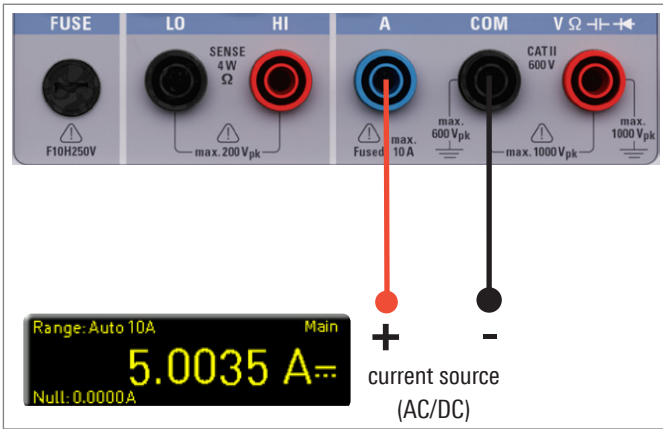 FUSE LO HI A COM V Ω ⊣⊢ ⯈|
SENSE
4 W
Ω
CAT II
600 V
max.
600 Vpk
max.
1000 Vpk
F10H250V
max. 200 Vpk
max.
Fused 10 A
max. 1000 Vpk
Range: Auto 10A Main
5.0035 A⎓
Null: 0.0000A
+ -
current source
(AC/DC)